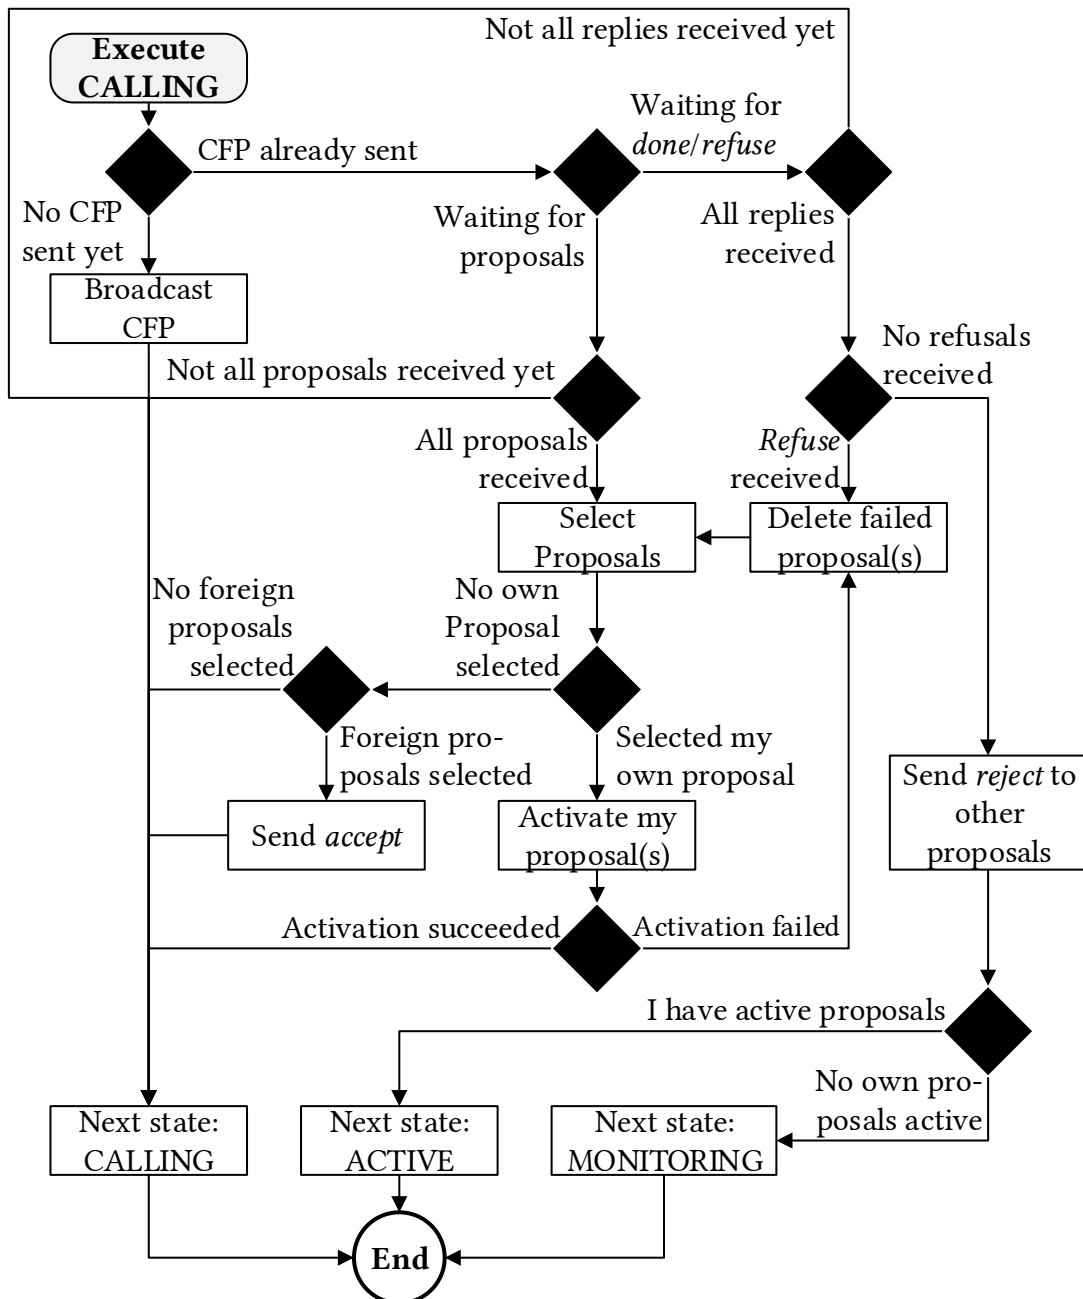 Not all replies received yet
Execute
CALLING
Waiting for
done/refuse
CFP already sent
No CFP
sent yet
Waiting for
proposals
All replies
received
Broadcast
CFP
No refusals
received
Not all proposals received yet
All proposals
received
Refuse
received
Select
Proposals
Delete failed
proposal(s)
No foreign
proposals
selected
No own
Proposal
selected
Foreign pro-
posals selected
Selected my
own proposal
Send reject to
other
proposals
Send accept
Activate my
proposal(s)
Activation succeeded
Activation failed
I have active proposals
No own pro-
posals active
Next state:
CALLING
Next state:
ACTIVE
Next state:
MONITORING
End